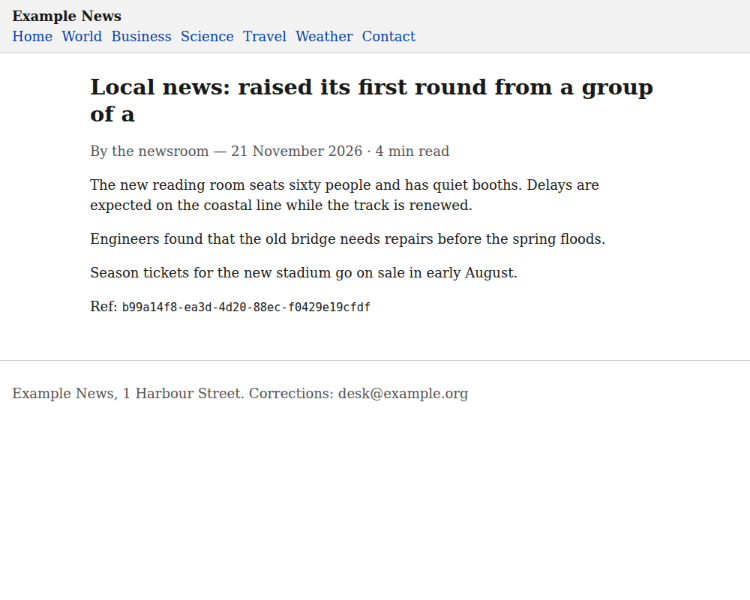 Example News
Home World Business Science Travel Weather Contact
Local news: raised its first round from a group
of a
By the newsroom — 21 November 2026 · 4 min read
The new reading room seats sixty people and has quiet booths. Delays are
expected on the coastal line while the track is renewed.
Engineers found that the old bridge needs repairs before the spring floods.
Season tickets for the new stadium go on sale in early August.
Ref: b99a14f8-ea3d-4d20-88ec-f0429e19cfdf
Example News, 1 Harbour Street. Corrections: desk@example.org